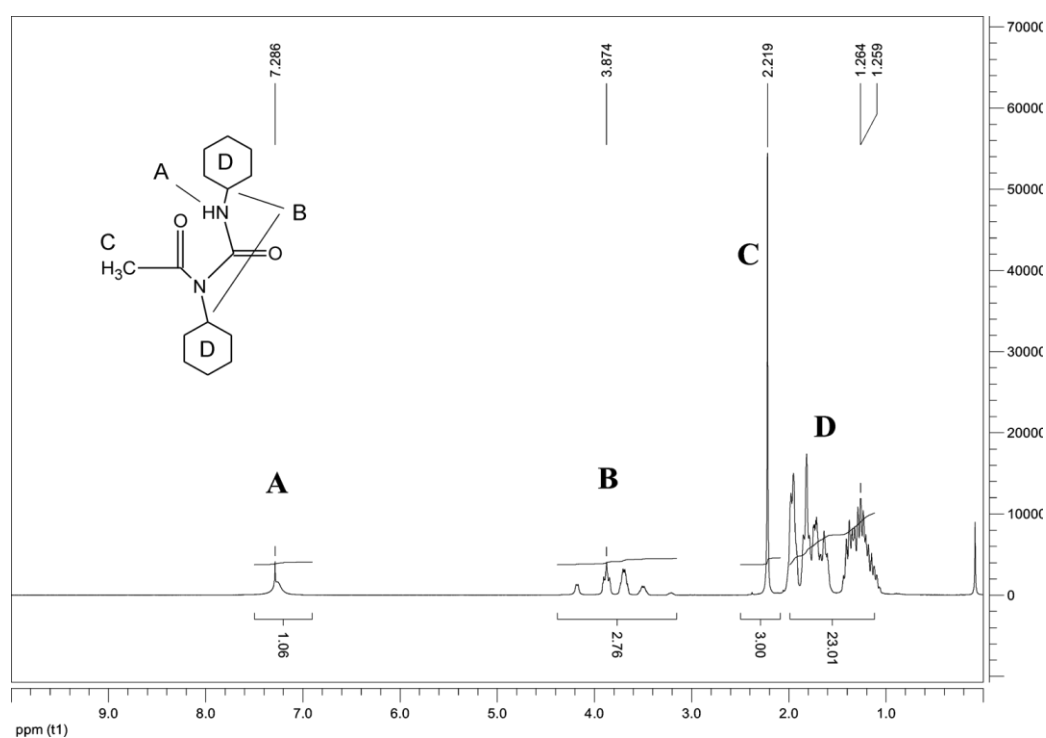 7.286
3.874
2.219
1.264
1.259
70000
60000
50000
40000
30000
20000
10000
0
D
A
HN
B
O
C
O
H3C
N
D
C
D
A
B
1.06
2.76
3.00
23.01
9.0
8.0
7.0
6.0
5.0
4.0
3.0
2.0
1.0
ppm (t1)